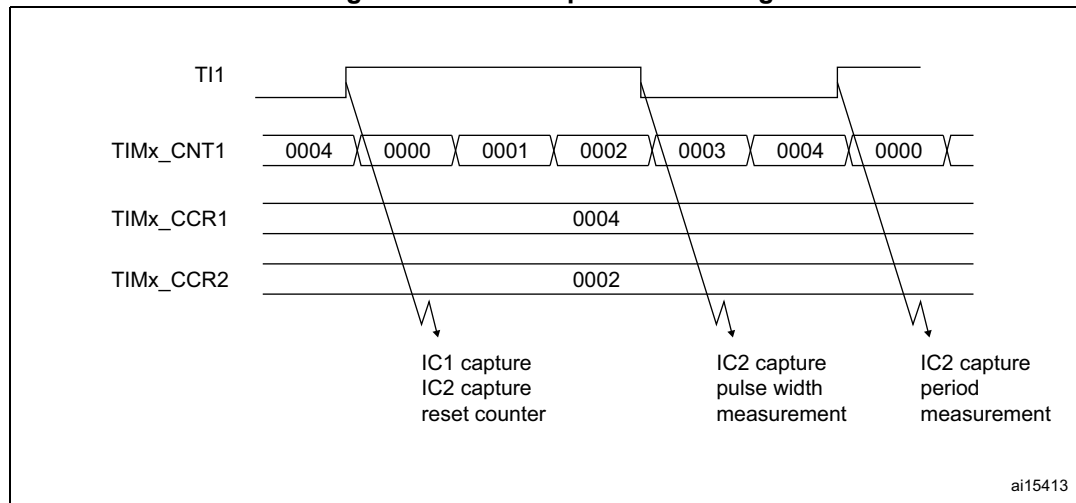 TI1
TIMx_CNT1 0004 0000 0001 0002 0003 0004 0000
TIMx_CCR1 0004
TIMx_CCR2 0002
IC1 capture
IC2 capture
reset counter
IC2 capture
pulse width
measurement
IC2 capture
period
measurement
ai15413